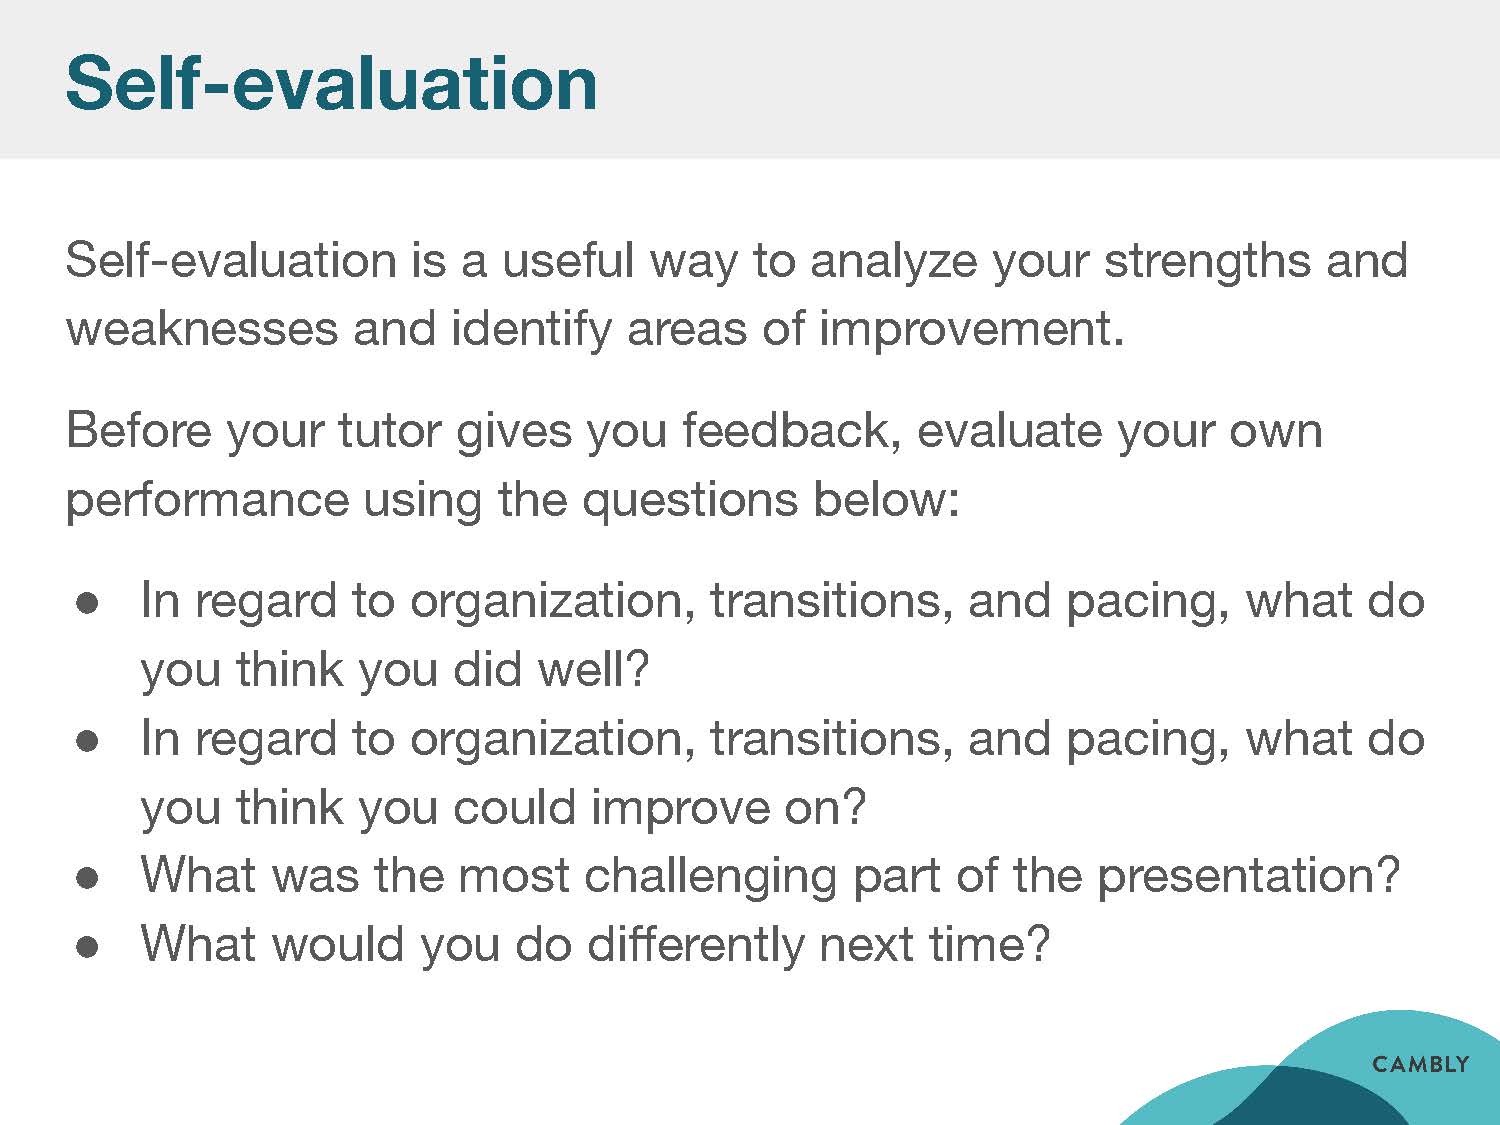 Self-evaluation
Self-evaluation is a useful way to analyze your strengths and
weaknesses and identify areas of improvement.
Before your tutor gives you feedback, evaluate your own
performance using the questions below:
● In regard to organization, transitions, and pacing, what do
you think you did well?
● In regard to organization, transitions, and pacing, what do
you think you could improve on?
● What was the most challenging part of the presentation?
● What would you do differently next time?
CAMBLY